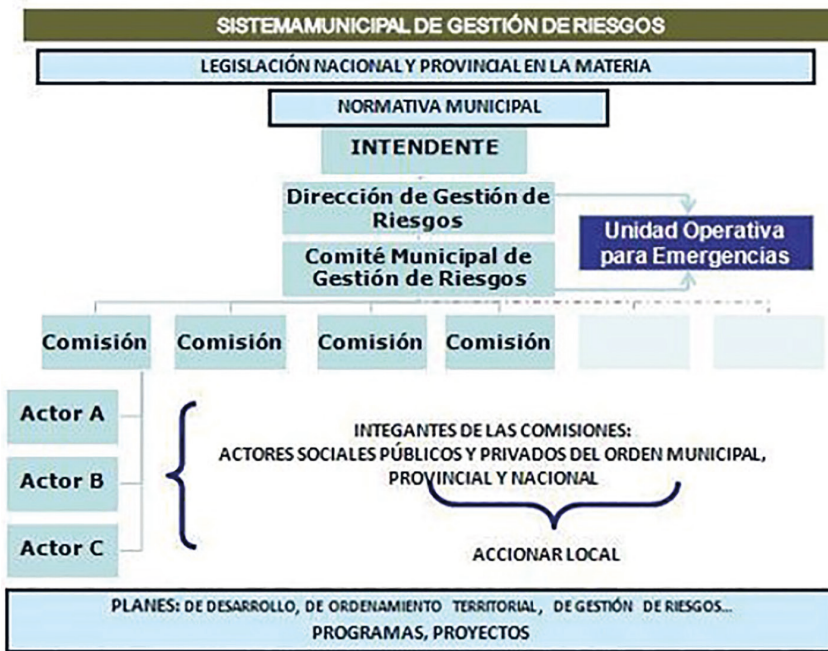 SISTEMAMUNICIPAL DE GESTIÓN DE RIESGOS
LEGISLACIÓN NACIONAL Y PROVINCIAL EN LA MATERIA
NORMATIVA MUNICIPAL
INTENDENTE
Dirección de Gestión de
Riesgos
Unidad Operativa
para Emergencias
Comité Municipal de
Gestión de Riesgos
Comisión
Comisión
Comisión
Comisión
Actor A
Actor B
Actor C
INTEGANTES DE LAS COMISIONES:
ACTORES SOCIALES PÚBLICOS Y PRIVADOS DEL ORDEN MUNICIPAL,
PROVINCIAL Y NACIONAL
ACCIONAR LOCAL
PLANES: DE DESARROLLO, DE ORDENAMIENTO TERRITORIAL, DE GESTIÓN DE RIESGOS...
PROGRAMAS, PROYECTOS